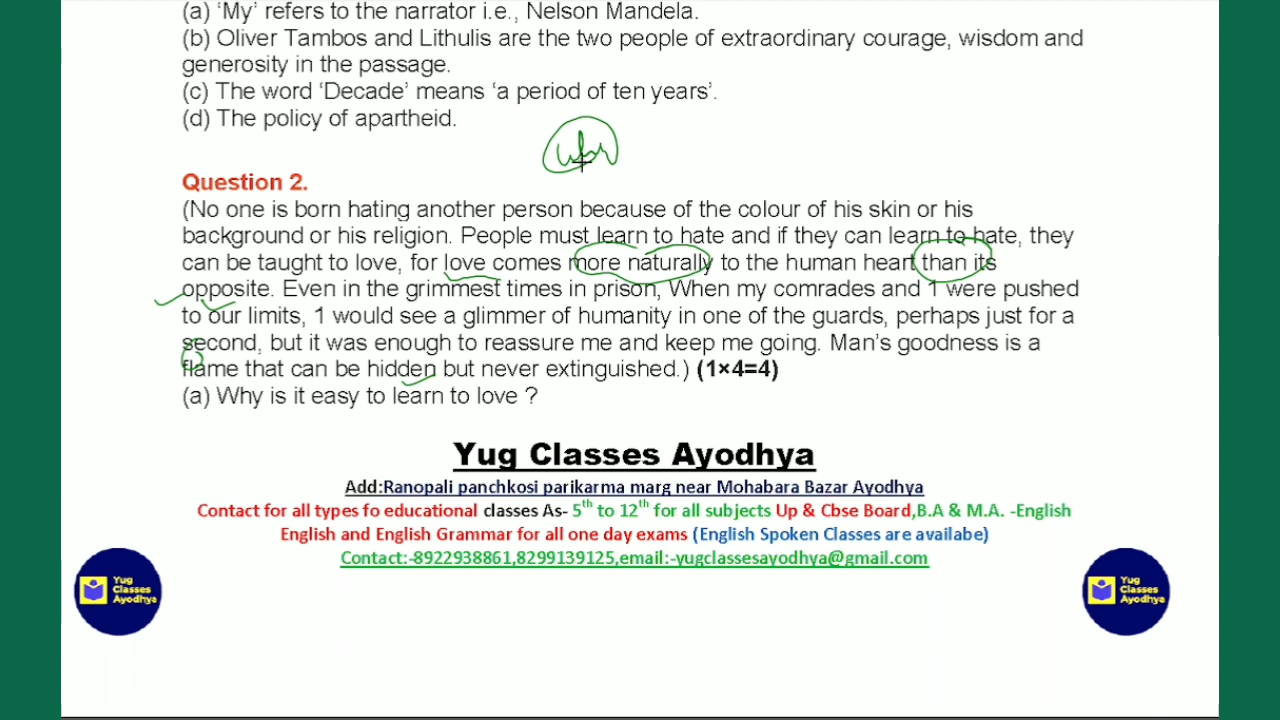 (a) ‘My’ refers to the narrator i.e., Nelson Mandela.
(b) Oliver Tambos and Lithulis are the two people of extraordinary courage, wisdom and
generosity in the passage.
(c) The word ‘Decade’ means ‘a period of ten years’.
(d) The policy of apartheid.
Question 2.
(No one is born hating another person because of the colour of his skin or his
background or his religion. People must learn to hate and if they can learn to hate, they
can be taught to love, for love comes more naturally to the human heart than its
opposite. Even in the grimmest times in prison, When my comrades and 1 were pushed
to our limits, 1 would see a glimmer of humanity in one of the guards, perhaps just for a
second, but it was enough to reassure me and keep me going. Man’s goodness is a
flame that can be hidden but never extinguished.) (1×4=4)
(a) Why is it easy to learn to love ?
Yug Classes Ayodhya
Add:Ranopali panchkosi parikarma marg near Mohabara Bazar Ayodhya
Contact for all types fo educational classes As- 5th to 12th for all subjects Up & Cbse Board,B.A & M.A. -English
English and English Grammar for all one day exams (English Spoken Classes are availabe)
Contact:-8922938861,8299139125,email:-yugclassesayodhya@gmail.com
Yug
Classes
Ayodhya
Yug
Classes
Ayodhya